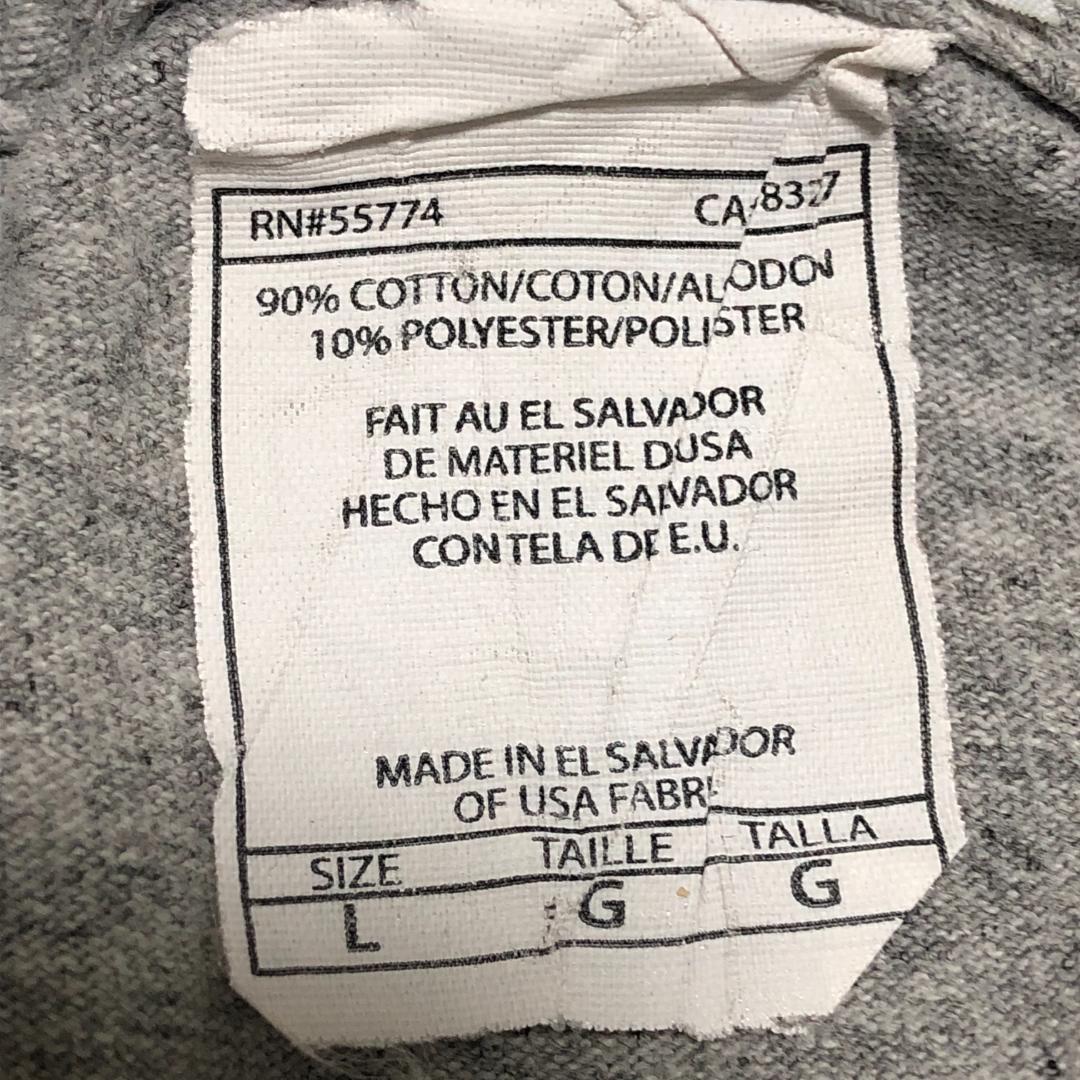 RN#55774 CA-8327
90% COTTON/COTON/ALODON
10% POLYESTER/POLISTER
FAIT AU EL SALVADOR
DE MATERIEL DUSA
HECHO EN EL SALVADOR
CON TELA DE E.U.
MADE IN EL SALVADOR
OF USA FABRI
SIZE TAILLE TALLA
L G G